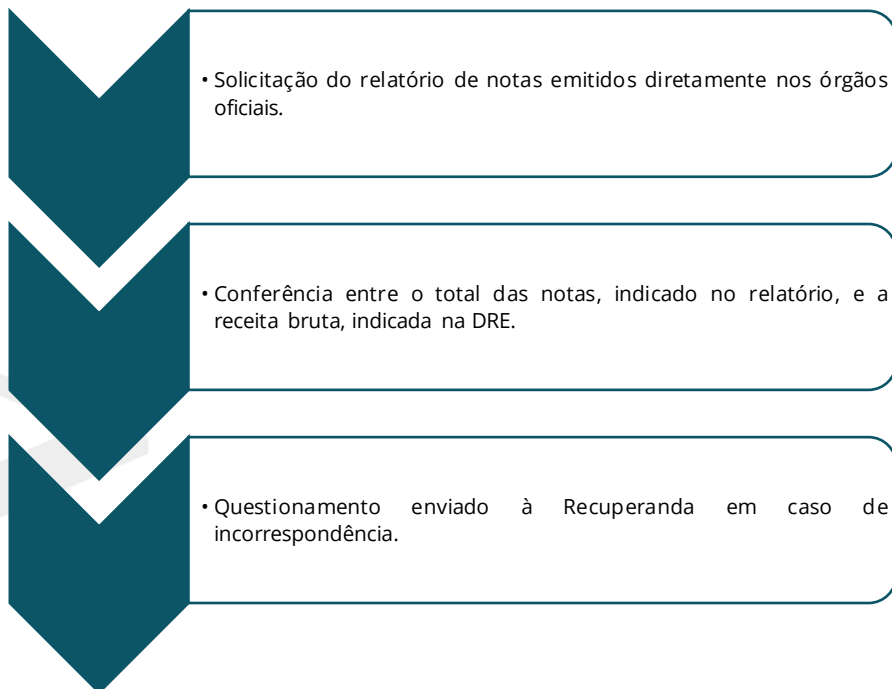 • Solicitação do relatório de notas emitidos diretamente nos órgãos
oficiais.
• Conferência entre o total das notas, indicado no relatório, e a
receita bruta, indicada na DRE.
• Questionamento enviado à Recuperanda em caso de
incorrespondência.